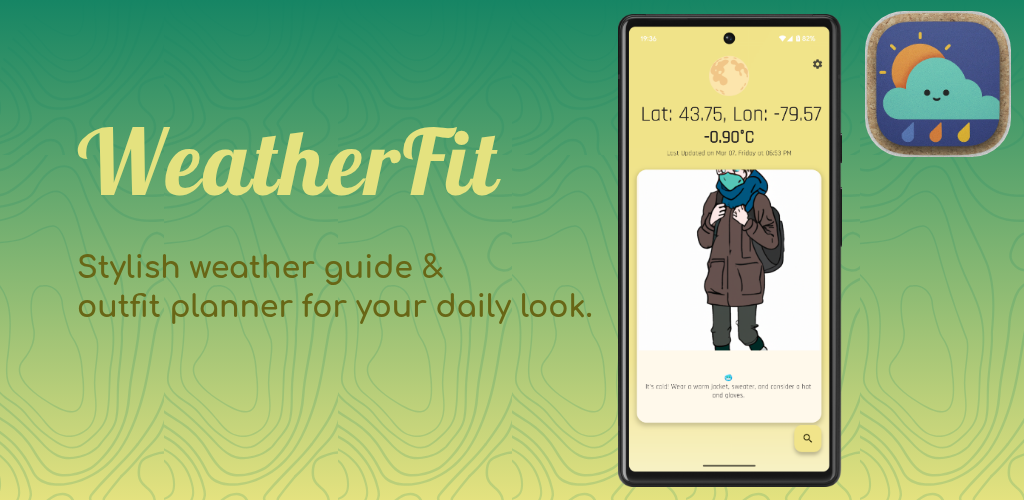 WeatherFit
Stylish weather guide &
outfit planner for your daily look.
82%
Lat: 43.75, Lon: -79.57
-0.90°C
Last Updated on Mar 07, Friday at 06:53 PM
It's cold! Wear a warm jacket, sweater, and consider a hat
and gloves.